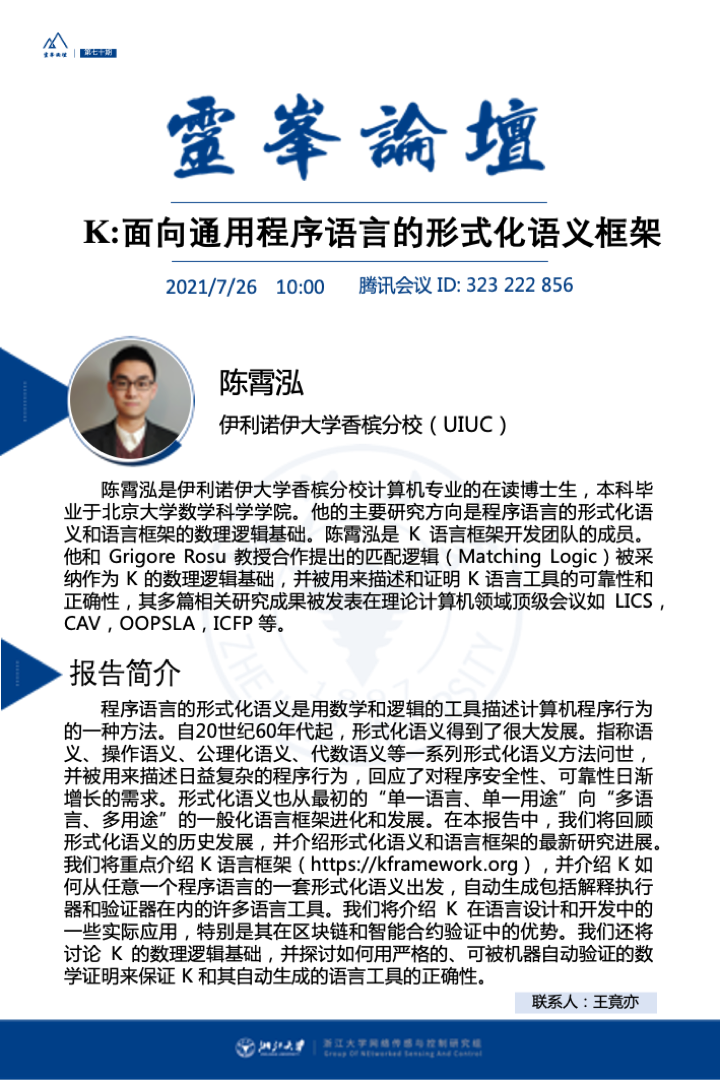 靈峯論壇
第七十期
靈峯論壇
K:面向通用程序语言的形式化语义框架
2021/7/26 10:00 腾讯会议 ID: 323 222 856
陈霄泓
伊利诺伊大学香槟分校（UIUC）
陈霄泓是伊利诺伊大学香槟分校计算机专业的在读博士生，本科毕
业于北京大学数学科学学院。他的主要研究方向是程序语言的形式化语
义和语言框架的数理逻辑基础。陈霄泓是 K 语言框架开发团队的成员。
他和 Grigore Rosu 教授合作提出的匹配逻辑（Matching Logic）被采
纳作为 K 的数理逻辑基础，并被用来描述和证明 K 语言工具的可靠性和
正确性，其多篇相关研究成果被发表在理论计算机领域顶级会议如 LICS，
CAV，OOPSLA，ICFP 等。
报告简介
程序语言的形式化语义是用数学和逻辑的工具描述计算机程序行为
的一种方法。自20世纪60年代起，形式化语义得到了很大发展。指称语
义、操作语义、公理化语义、代数语义等一系列形式化语义方法问世，
并被用来描述日益复杂的程序行为，回应了对程序安全性、可靠性日渐
增长的需求。形式化语义也从最初的“单一语言、单一用途”向“多语
言、多用途”的一般化语言框架进化和发展。在本报告中，我们将回顾
形式化语义的历史发展，并介绍形式化语义和语言框架的最新研究进展。
我们将重点介绍 K 语言框架（https://kframework.org），并介绍 K 如
何从任意一个程序语言的一套形式化语义出发，自动生成包括解释执行
器和验证器在内的许多语言工具。我们将介绍 K 在语言设计和开发中的
一些实际应用，特别是其在区块链和智能合约验证中的优势。我们还将
讨论 K 的数理逻辑基础，并探讨如何用严格的、可被机器自动验证的数
学证明来保证 K 和其自动生成的语言工具的正确性。
联系人：王竟亦
浙江大学 浙江大学网络传感与控制研究组
Group Of NEtworked Sensing And Control